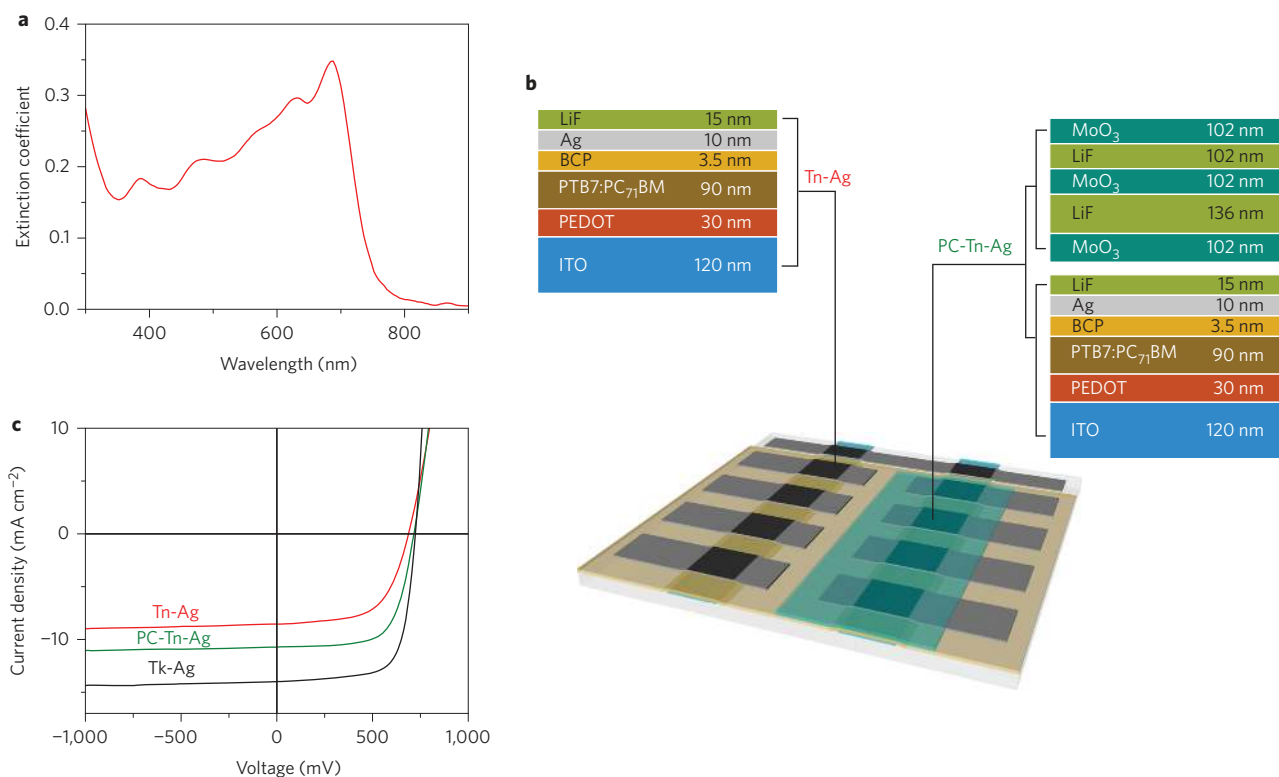 a
0.4
0.3
0.2
0.1
0.0
Extinction coefficient
400
600
800
Wavelength (nm)
b
LiF 15 nm
Ag 10 nm
BCP 3.5 nm
PTB7:PC₇₁BM 90 nm
PEDOT 30 nm
ITO 120 nm
Tn-Ag
MoO₃ 102 nm
LiF 102 nm
MoO₃ 102 nm
LiF 136 nm
MoO₃ 102 nm
PC-Tn-Ag
LiF 15 nm
Ag 10 nm
BCP 3.5 nm
PTB7:PC₇₁BM 90 nm
PEDOT 30 nm
ITO 120 nm
c
10
0
−10
Current density (mA cm⁻²)
Tn-Ag
PC-Tn-Ag
Tk-Ag
−1,000
−500
0
500
1,000
Voltage (mV)